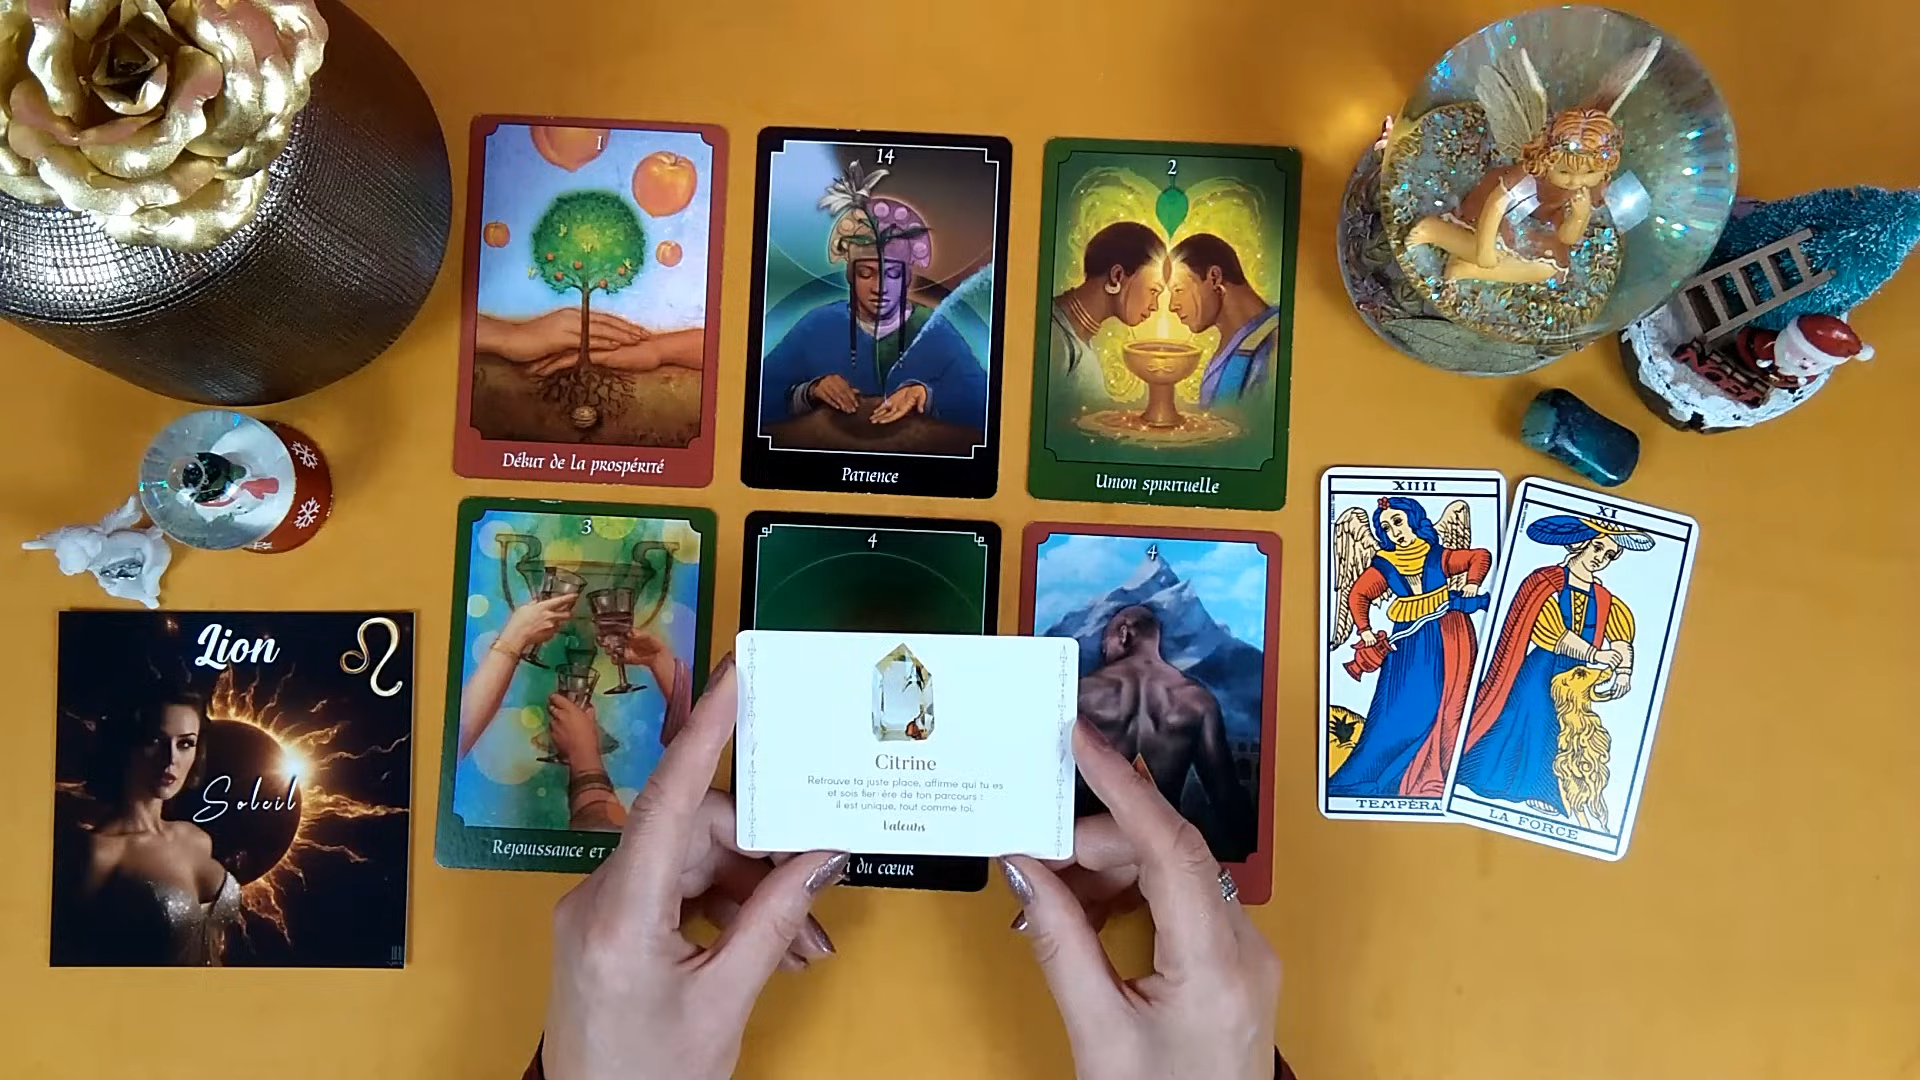 1
Début de la prospérité
14
Patience
2
Union spirituelle
3
Rejouissance et
4
du cœur
4
XIIII
TEMPÉRA
XI
LA FORCE
Lion
Soleil
Citrine
Retrouve ta juste place, affirme qui tu es
et sois fier·ère de ton parcours :
il est unique, tout comme toi.
Valeurs